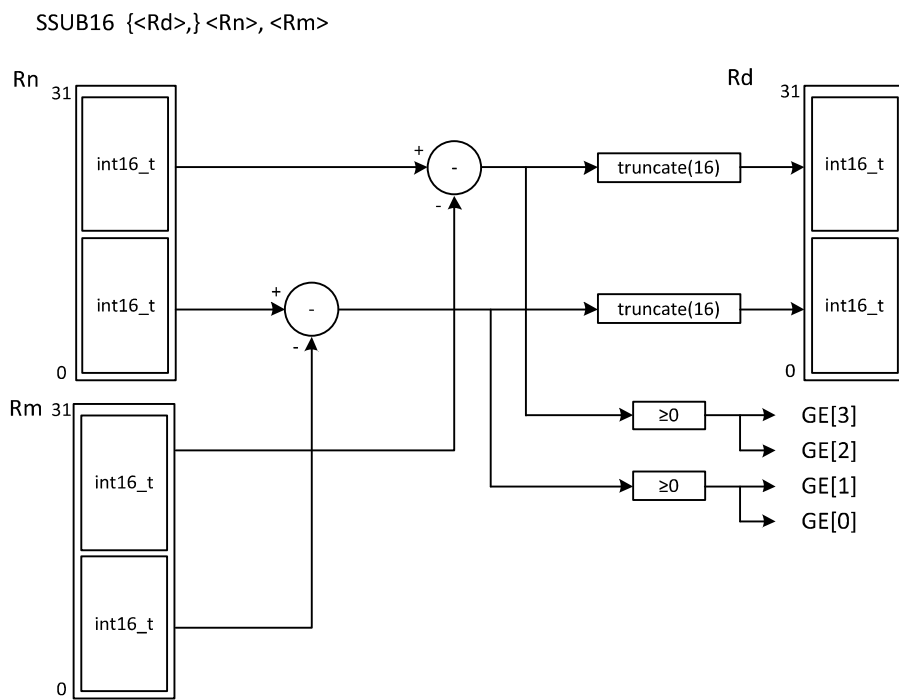 SSUB16 {<Rd>,} <Rn>, <Rm>
Rn
31
int16_t
int16_t
0
Rm
31
int16_t
int16_t
0
+
-
-
+
-
-
truncate(16)
truncate(16)
Rd
31
int16_t
int16_t
0
≥0
GE[3]
GE[2]
≥0
GE[1]
GE[0]